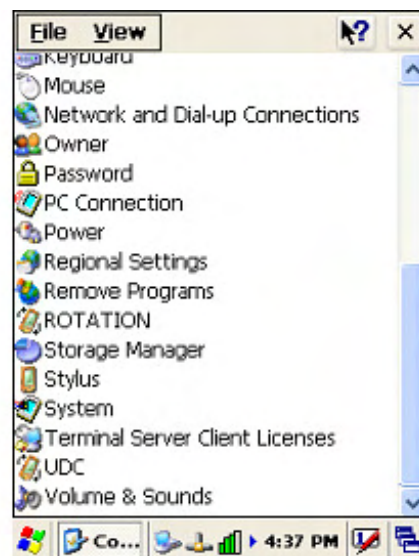 File View
Keyboard
Mouse
Network and Dial-up Connections
Owner
Password
PC Connection
Power
Regional Settings
Remove Programs
ROTATION
Storage Manager
Stylus
System
Terminal Server Client Licenses
UDC
Volume & Sounds
Co... 4:37 PM